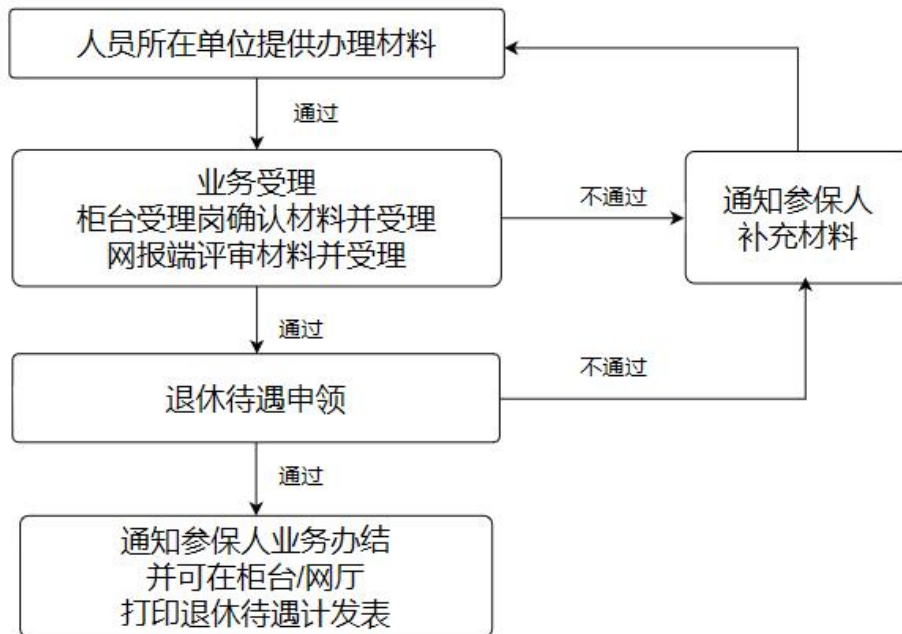 人员所在单位提供办理材料
通过
业务受理
柜台受理岗确认材料并受理
网报端评审材料并受理
不通过
通知参保人
补充材料
通过
退休待遇申领
不通过
通过
通知参保人业务办结
并可在柜台/网厅
打印退休待遇计发表